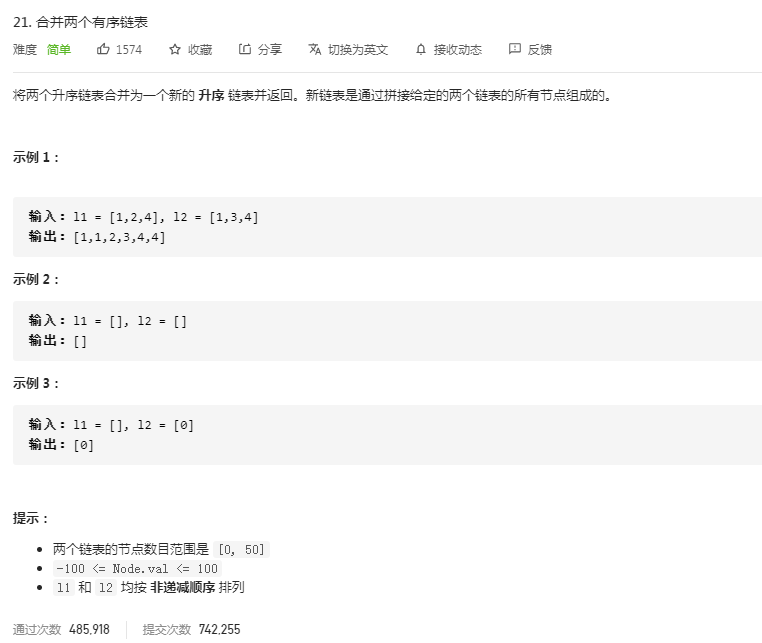 21. 合并两个有序链表
难度 简单 1574 收藏 分享 切换为英文 接收动态 反馈
将两个升序链表合并为一个新的 升序 链表并返回。新链表是通过拼接给定的两个链表的所有节点组成的。
示例 1：
输入：l1 = [1,2,4], l2 = [1,3,4]
输出：[1,1,2,3,4,4]
示例 2：
输入：l1 = [], l2 = []
输出：[]
示例 3：
输入：l1 = [], l2 = [0]
输出：[0]
提示：
两个链表的节点数目范围是 [0, 50]
-100 <= Node.val <= 100
l1 和 l2 均按 非递减顺序 排列
通过次数 485,918 提交次数 742,255